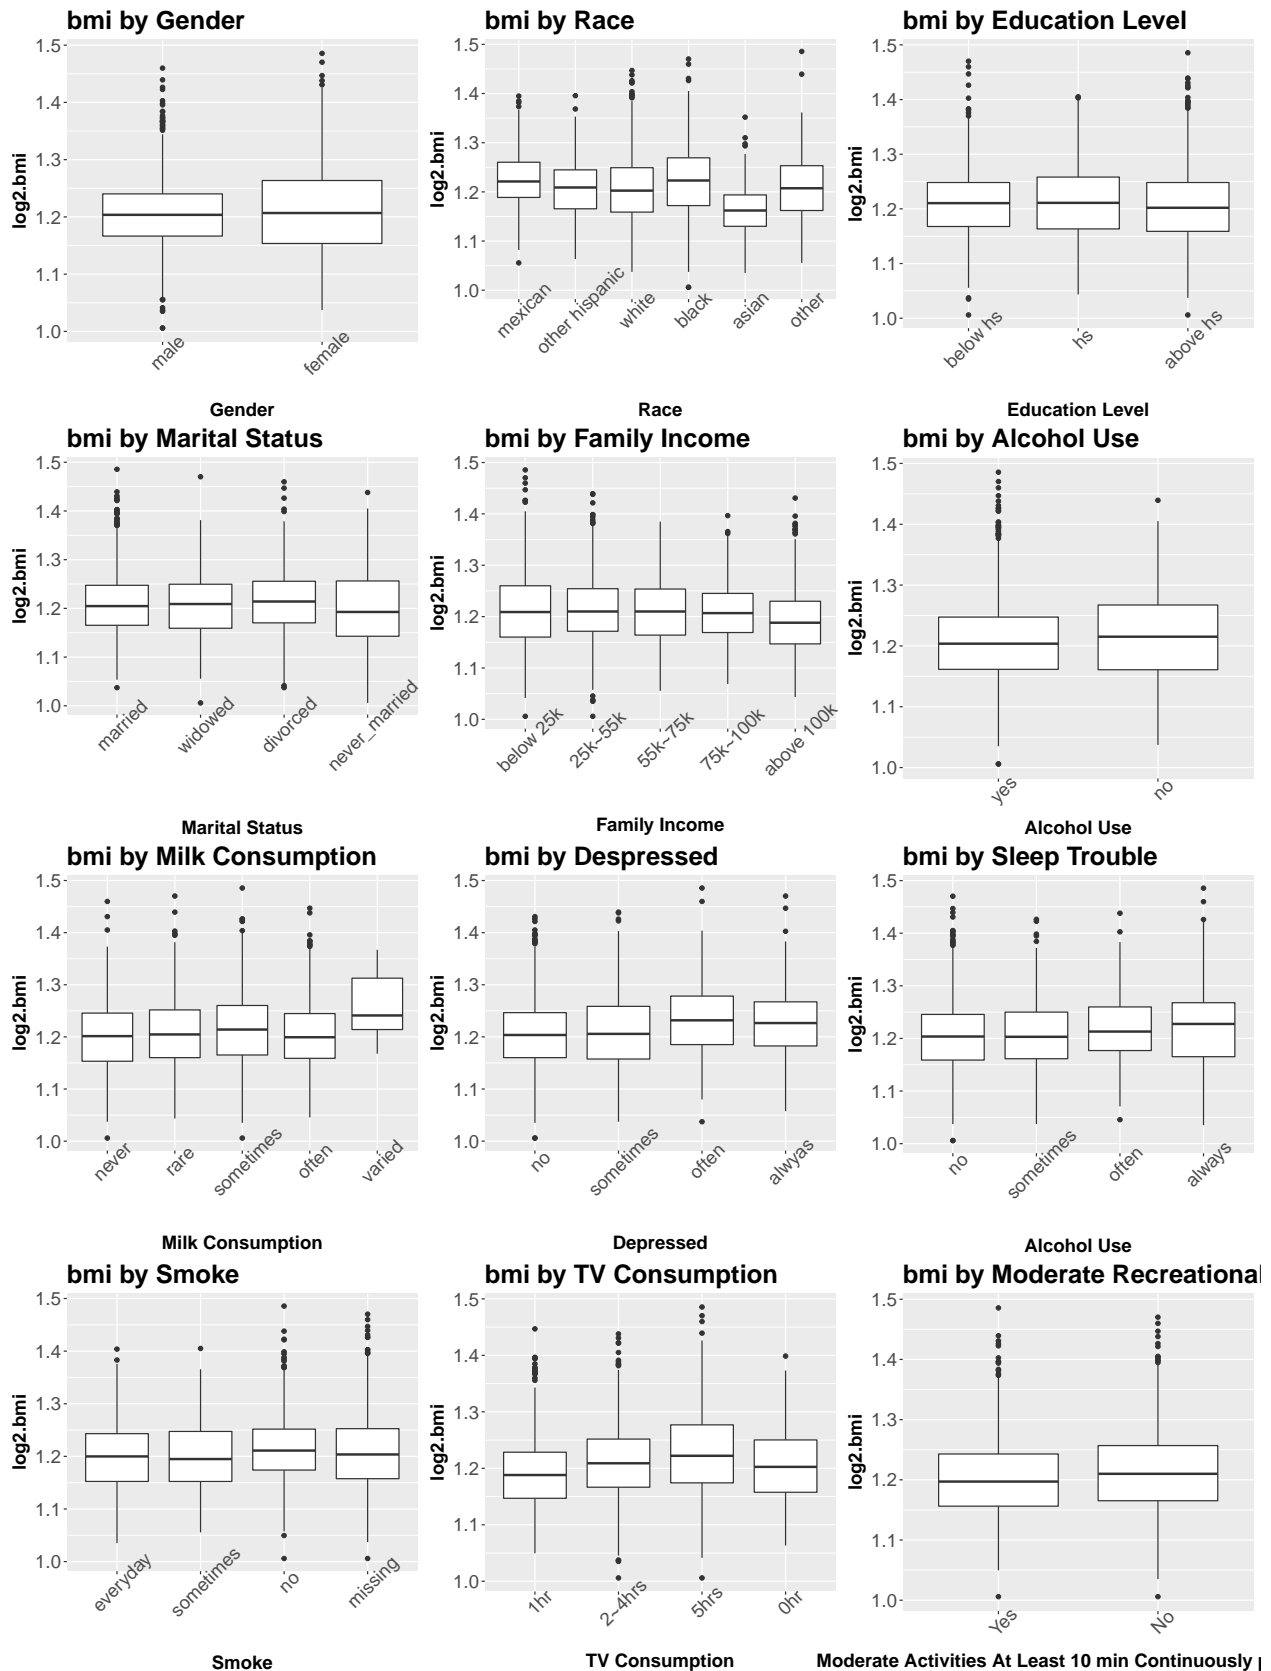 bmi by Gender
1.5
1.4
1.3
1.2
1.1
1.0
log2.bmi
male
female
Gender
bmi by Race
1.5
1.4
1.3
1.2
1.1
1.0
log2.bmi
mexican
other hispanic
white
black
asian
other
Race
bmi by Education Level
1.5
1.4
1.3
1.2
1.1
1.0
log2.bmi
below hs
hs
above hs
Education Level
bmi by Marital Status
1.5
1.4
1.3
1.2
1.1
1.0
log2.bmi
married
widowed
divorced
never_married
Marital Status
bmi by Family Income
1.5
1.4
1.3
1.2
1.1
1.0
log2.bmi
below 25k
25k~55k
55k~75k
75k~100k
above 100k
Family Income
bmi by Alcohol Use
1.5
1.4
1.3
1.2
1.1
1.0
log2.bmi
yes
no
Alcohol Use
bmi by Milk Consumption
1.5
1.4
1.3
1.2
1.1
1.0
log2.bmi
never
rare
sometimes
often
varied
Milk Consumption
bmi by Despressed
1.5
1.4
1.3
1.2
1.1
1.0
log2.bmi
no
sometimes
often
alwyas
Depressed
bmi by Sleep Trouble
1.5
1.4
1.3
1.2
1.1
1.0
log2.bmi
no
sometimes
often
always
Alcohol Use
bmi by Smoke
1.5
1.4
1.3
1.2
1.1
1.0
log2.bmi
everyday
sometimes
no
missing
Smoke
bmi by TV Consumption
1.5
1.4
1.3
1.2
1.1
1.0
log2.bmi
1hr
2~4hrs
5hrs
0hr
TV Consumption
bmi by Moderate Recreational
1.5
1.4
1.3
1.2
1.1
1.0
log2.bmi
Yes
No
Moderate Activities At Least 10 min Continuously p